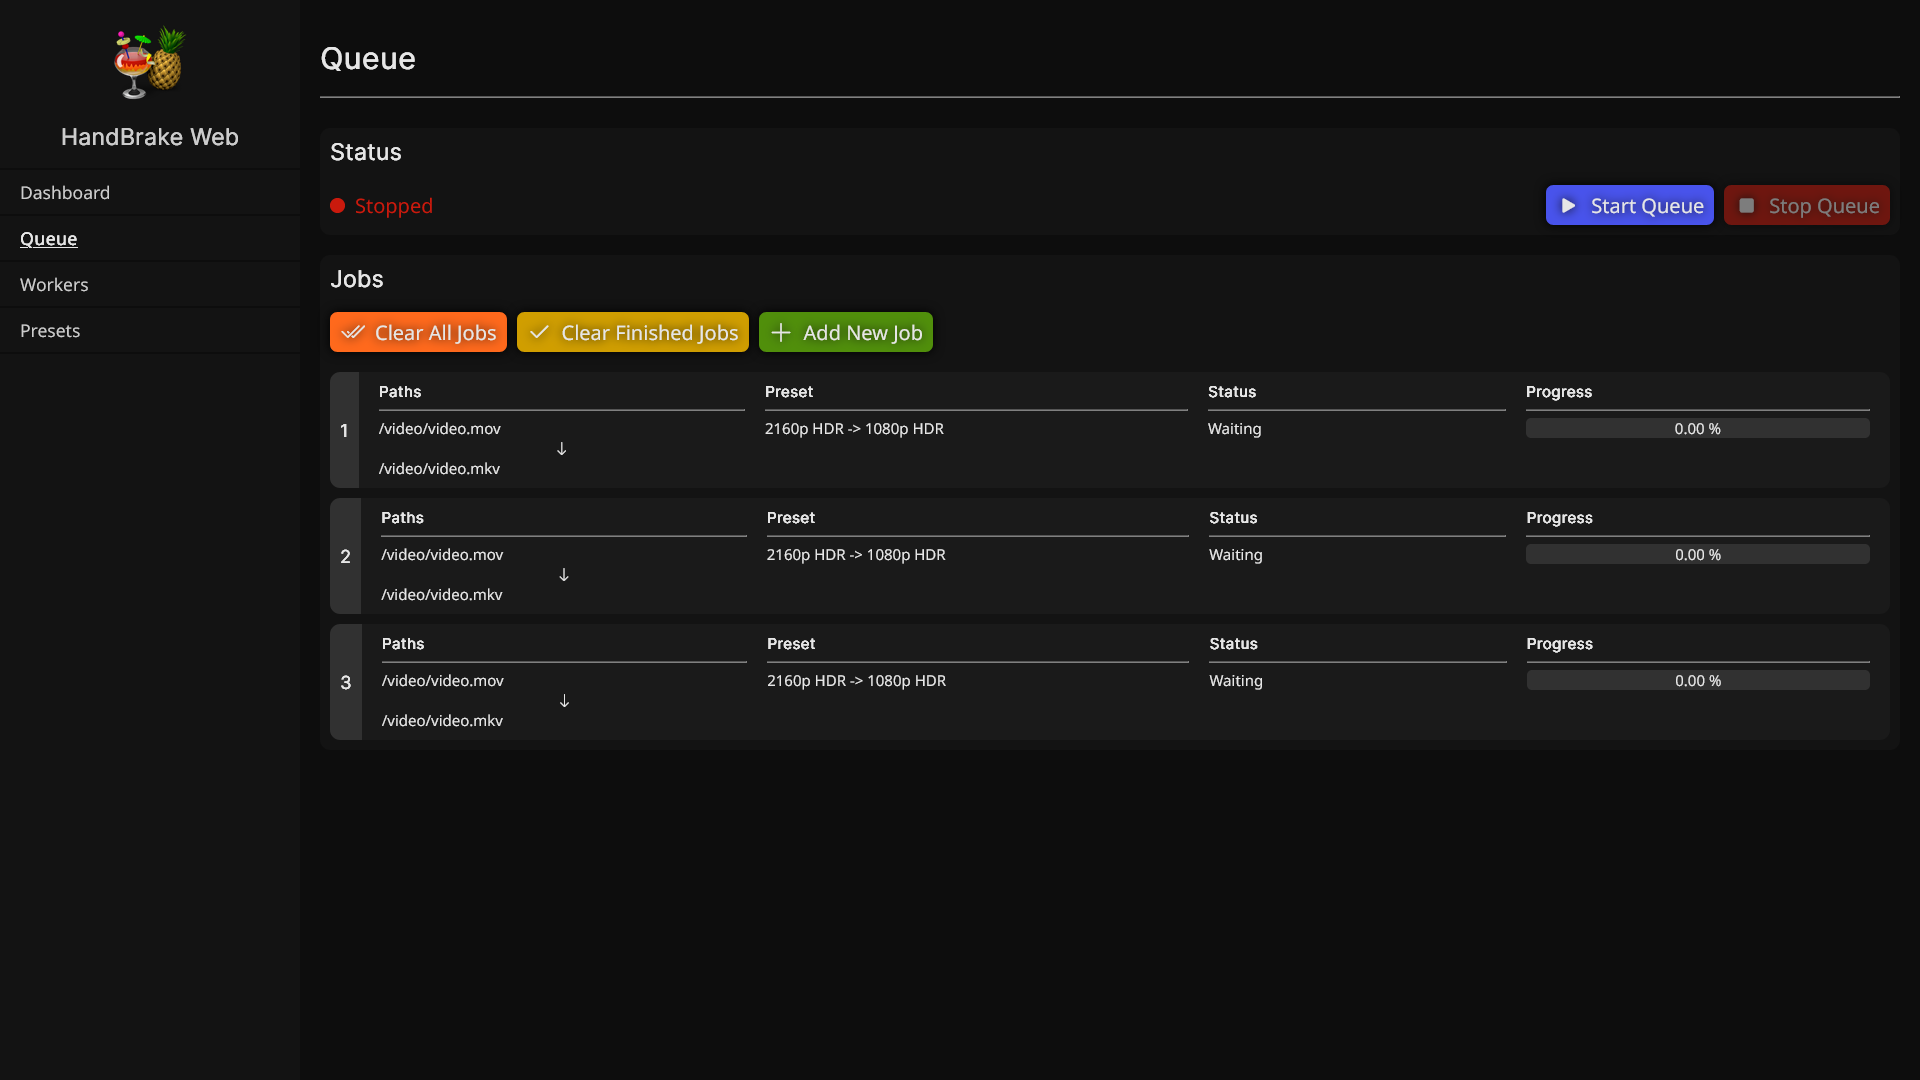 HandBrake Web
Dashboard
Queue
Workers
Presets
Queue
Status
Stopped
Start Queue
Stop Queue
Jobs
Clear All Jobs
Clear Finished Jobs
Add New Job
1
Paths
Preset
Status
Progress
/video/video.mov
2160p HDR -> 1080p HDR
Waiting
0.00 %
↓
/video/video.mkv
2
Paths
Preset
Status
Progress
/video/video.mov
2160p HDR -> 1080p HDR
Waiting
0.00 %
↓
/video/video.mkv
3
Paths
Preset
Status
Progress
/video/video.mov
2160p HDR -> 1080p HDR
Waiting
0.00 %
↓
/video/video.mkv